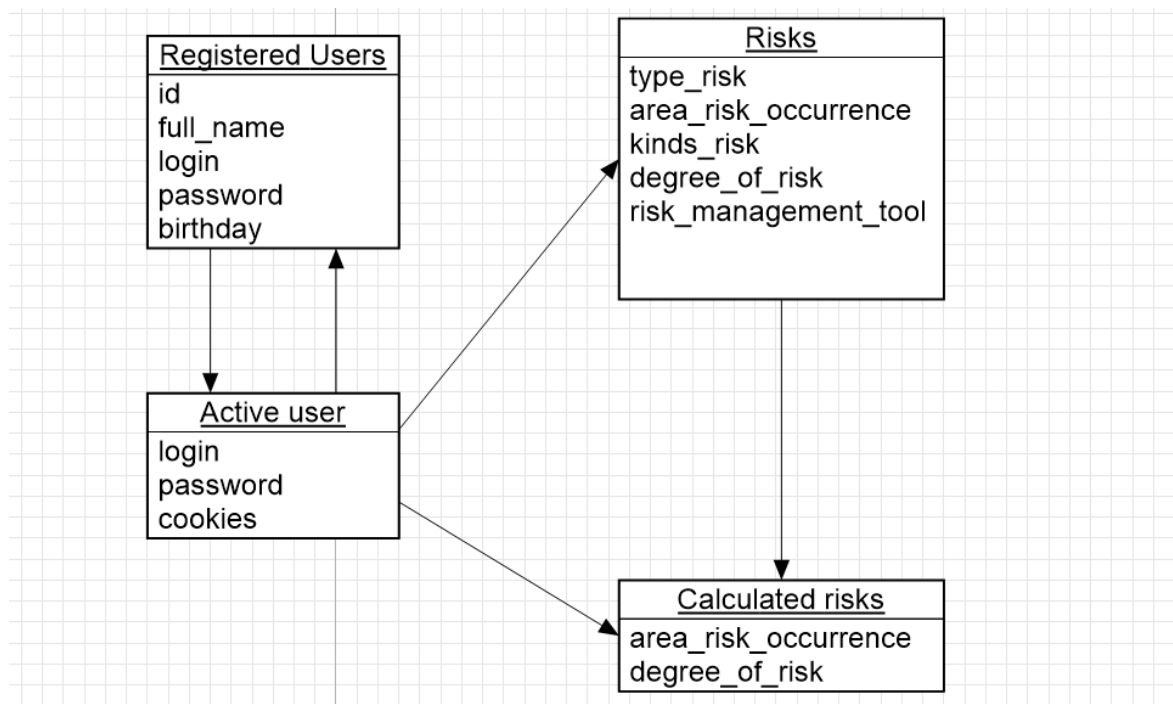 Registered Users
id
full_name
login
password
birthday
Risks
type_risk
area_risk_occurrence
kinds_risk
degree_of_risk
risk_management_tool
Active user
login
password
cookies
Calculated risks
area_risk_occurrence
degree_of_risk